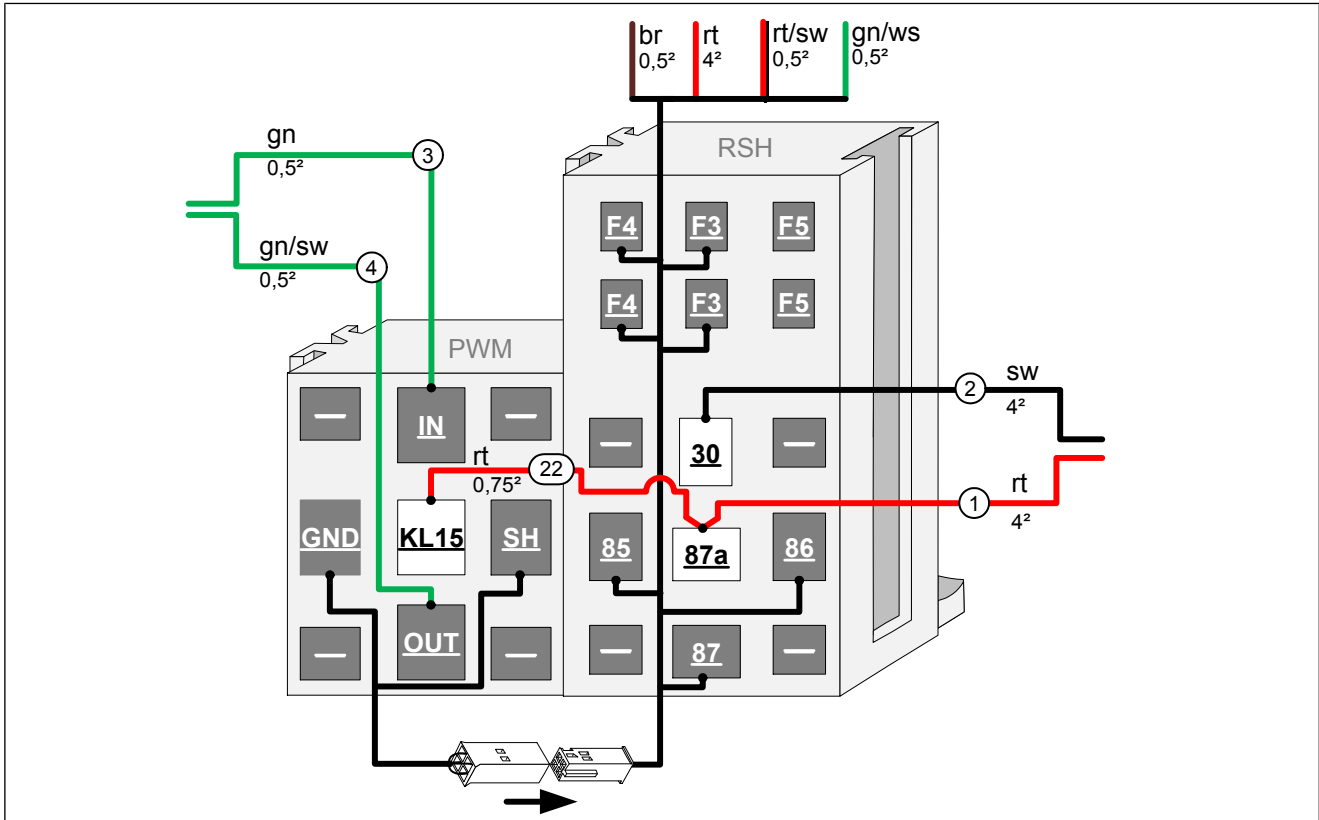 br rt rt/sw gn/ws
0,5² 4² 0,5² 0,5²
gn
0,5²
3
RSH
F4 F3 F5
gn/sw
0,5²
4
F4 F3 F5
PWM
2
sw
4²
— IN —
— 30 —
rt
0,75²
22
rt
4²
1
GND KL15 SH
85 87a 86
— OUT —
— 87 —